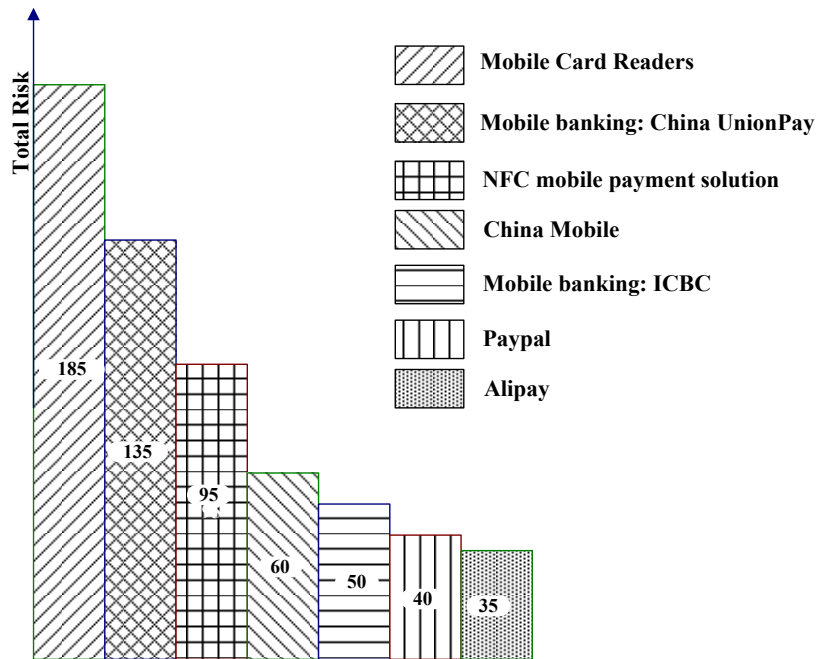 Total Risk
Mobile Card Readers
Mobile banking: China UnionPay
NFC mobile payment solution
China Mobile
Mobile banking: ICBC
Paypal
Alipay
185
135
95
60
50
40
35